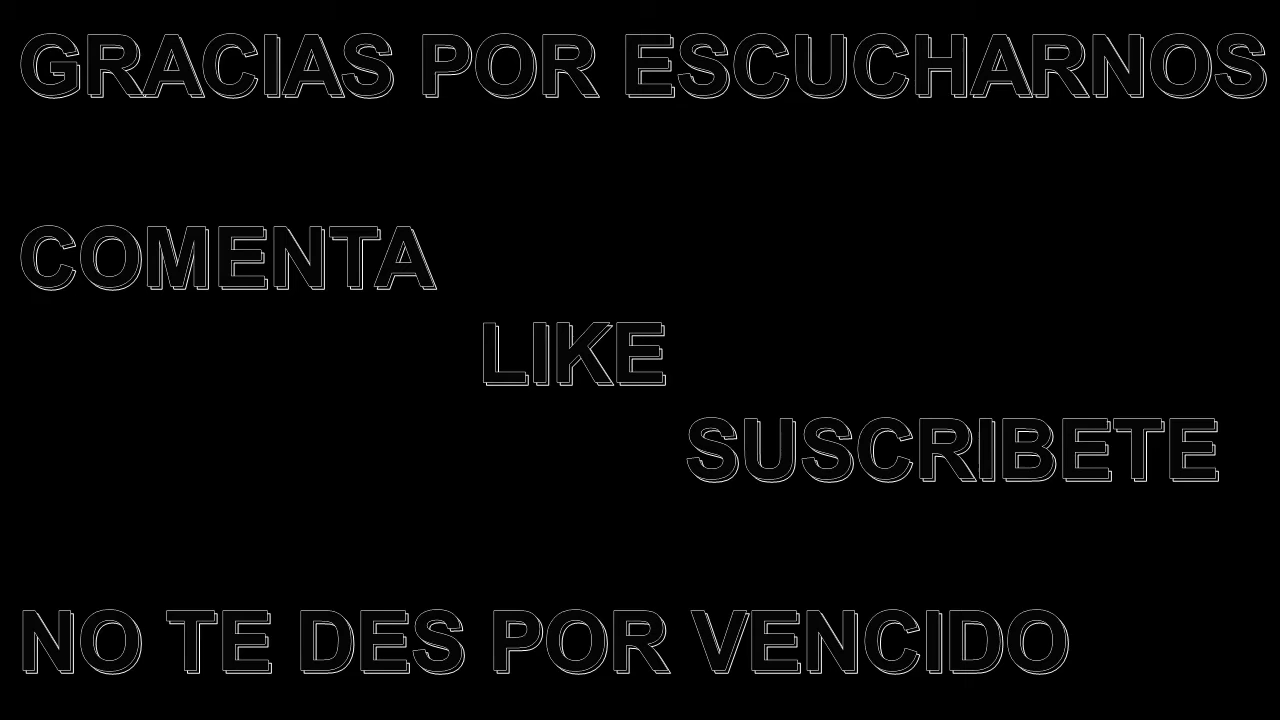 GRACIAS POR ESCUCHARNOS
COMENTA
LIKE
SUSCRIBETE
NO TE DES POR VENCIDO